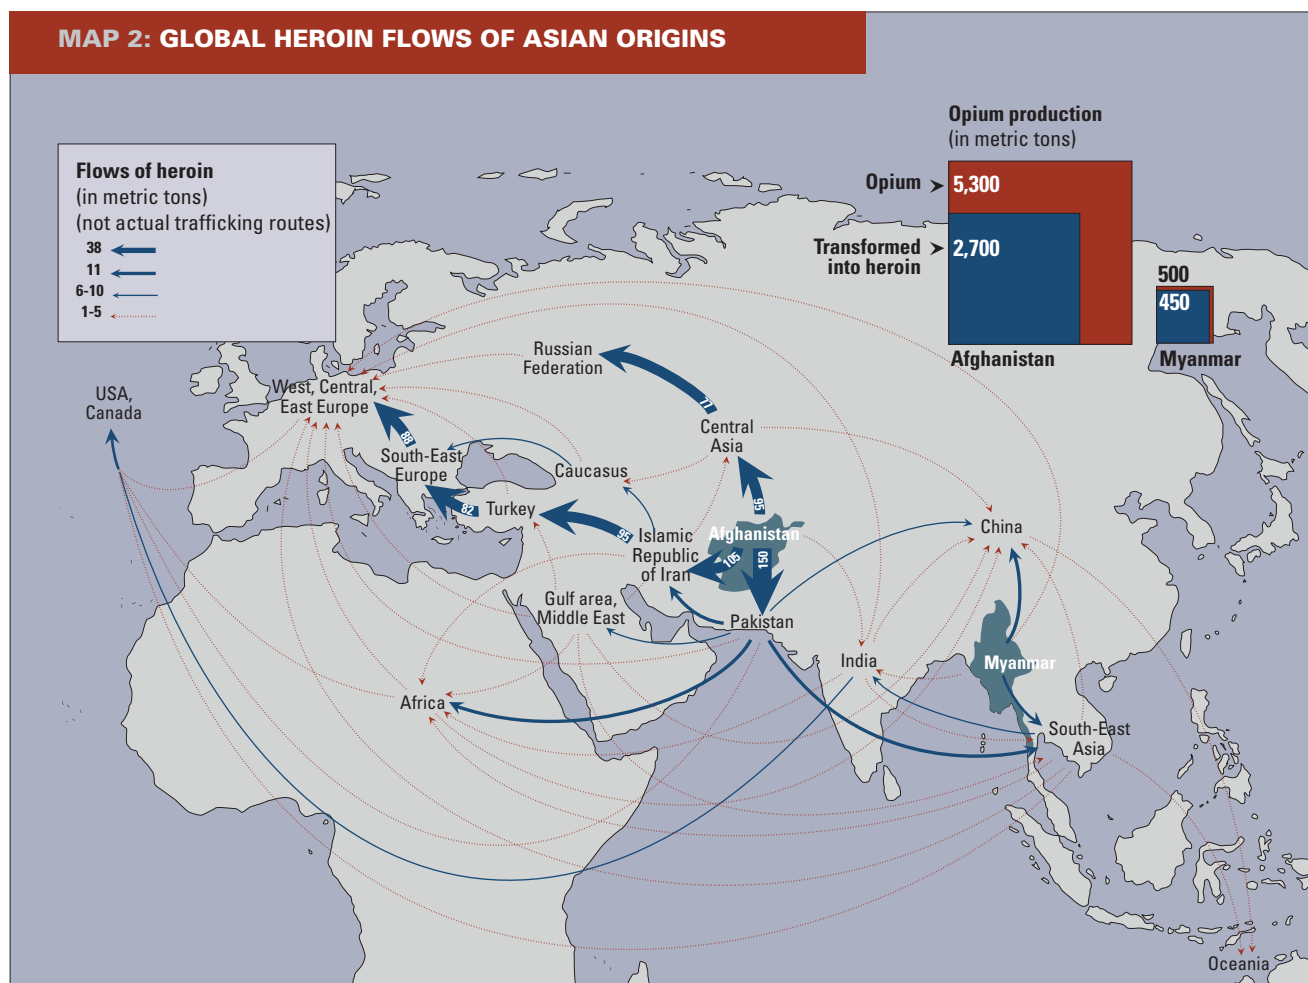 MAP 2: GLOBAL HEROIN FLOWS OF ASIAN ORIGINS
Flows of heroin
(in metric tons)
(not actual trafficking routes)
38
11
6-10
1-5
Opium production
(in metric tons)
Opium
5,300
Transformed
into heroin
2,700
Afghanistan
500
450
Myanmar
USA,
Canada
West, Central,
East Europe
Russian
Federation
77
Central
Asia
88
South-East
Europe
Caucasus
82
Turkey
95
Islamic
Republic
of Iran
95
Afghanistan
105
150
China
Gulf area,
Middle East
Pakistan
India
Myanmar
Africa
South-East
Asia
Oceania